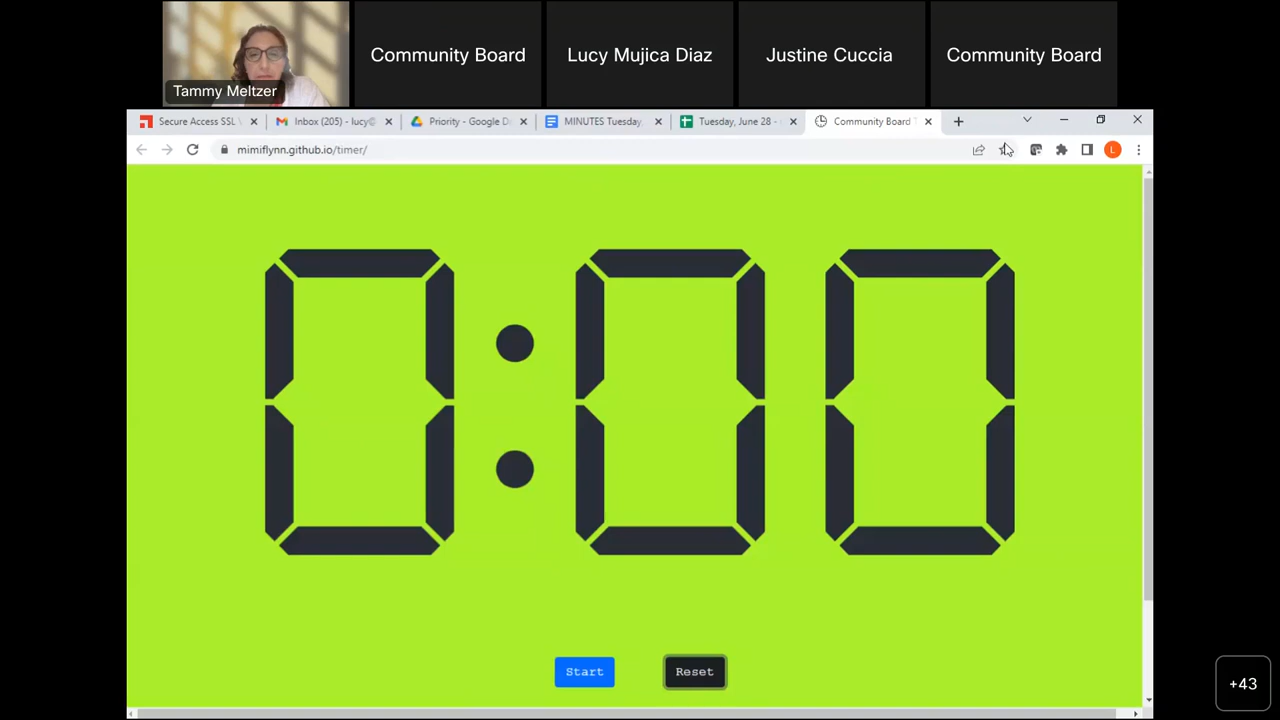 Tammy Meltzer
Community Board
Lucy Mujica Diaz
Justine Cuccia
Community Board
Secure Access SSL
Inbox (205) - lucy@
Priority - Google D
MINUTES Tuesday,
Tuesday, June 28 -
Community Board T
mimiflynn.github.io/timer/
L
0:00
Start
Reset
+43